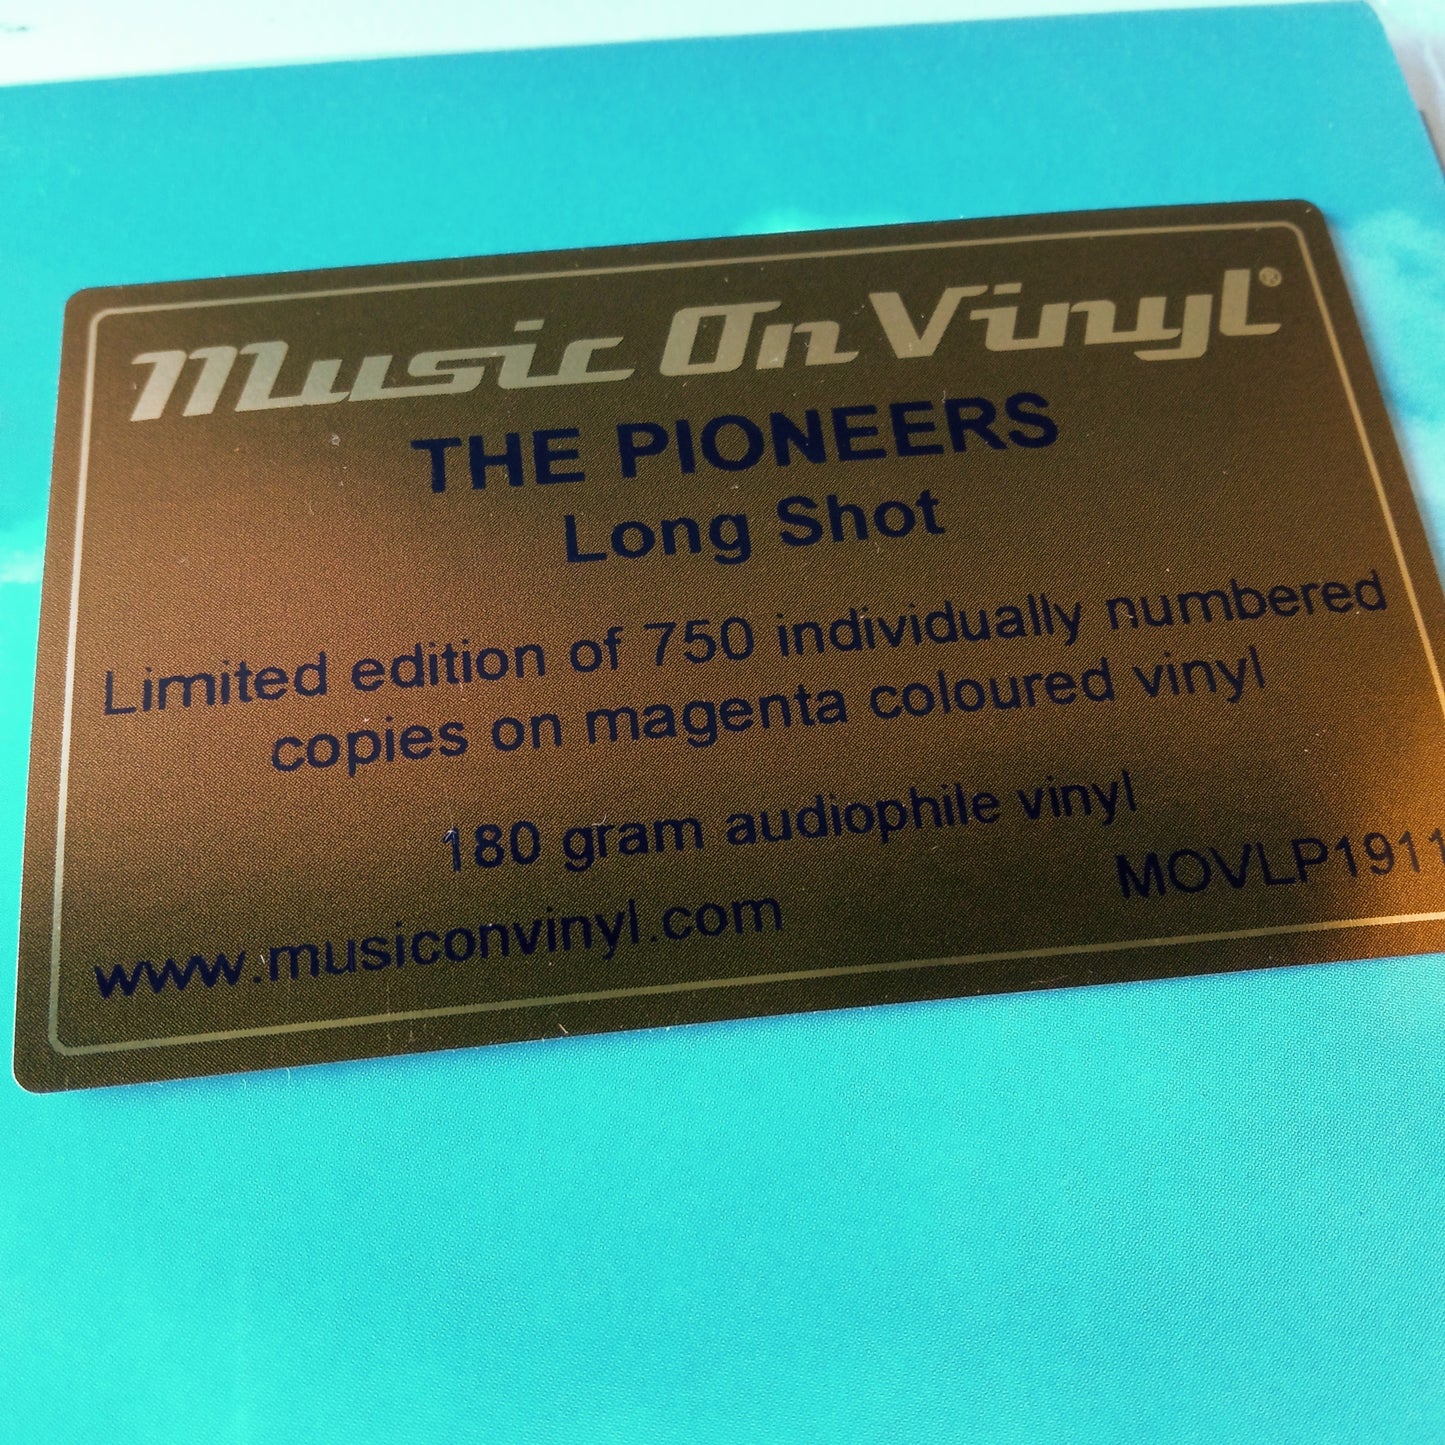 Music On Vinyl®
THE PIONEERS
Long Shot
Limited edition of 750 individually numbered
copies on magenta coloured vinyl
180 gram audiophile vinyl
MOVLP1911
www.musiconvinyl.com